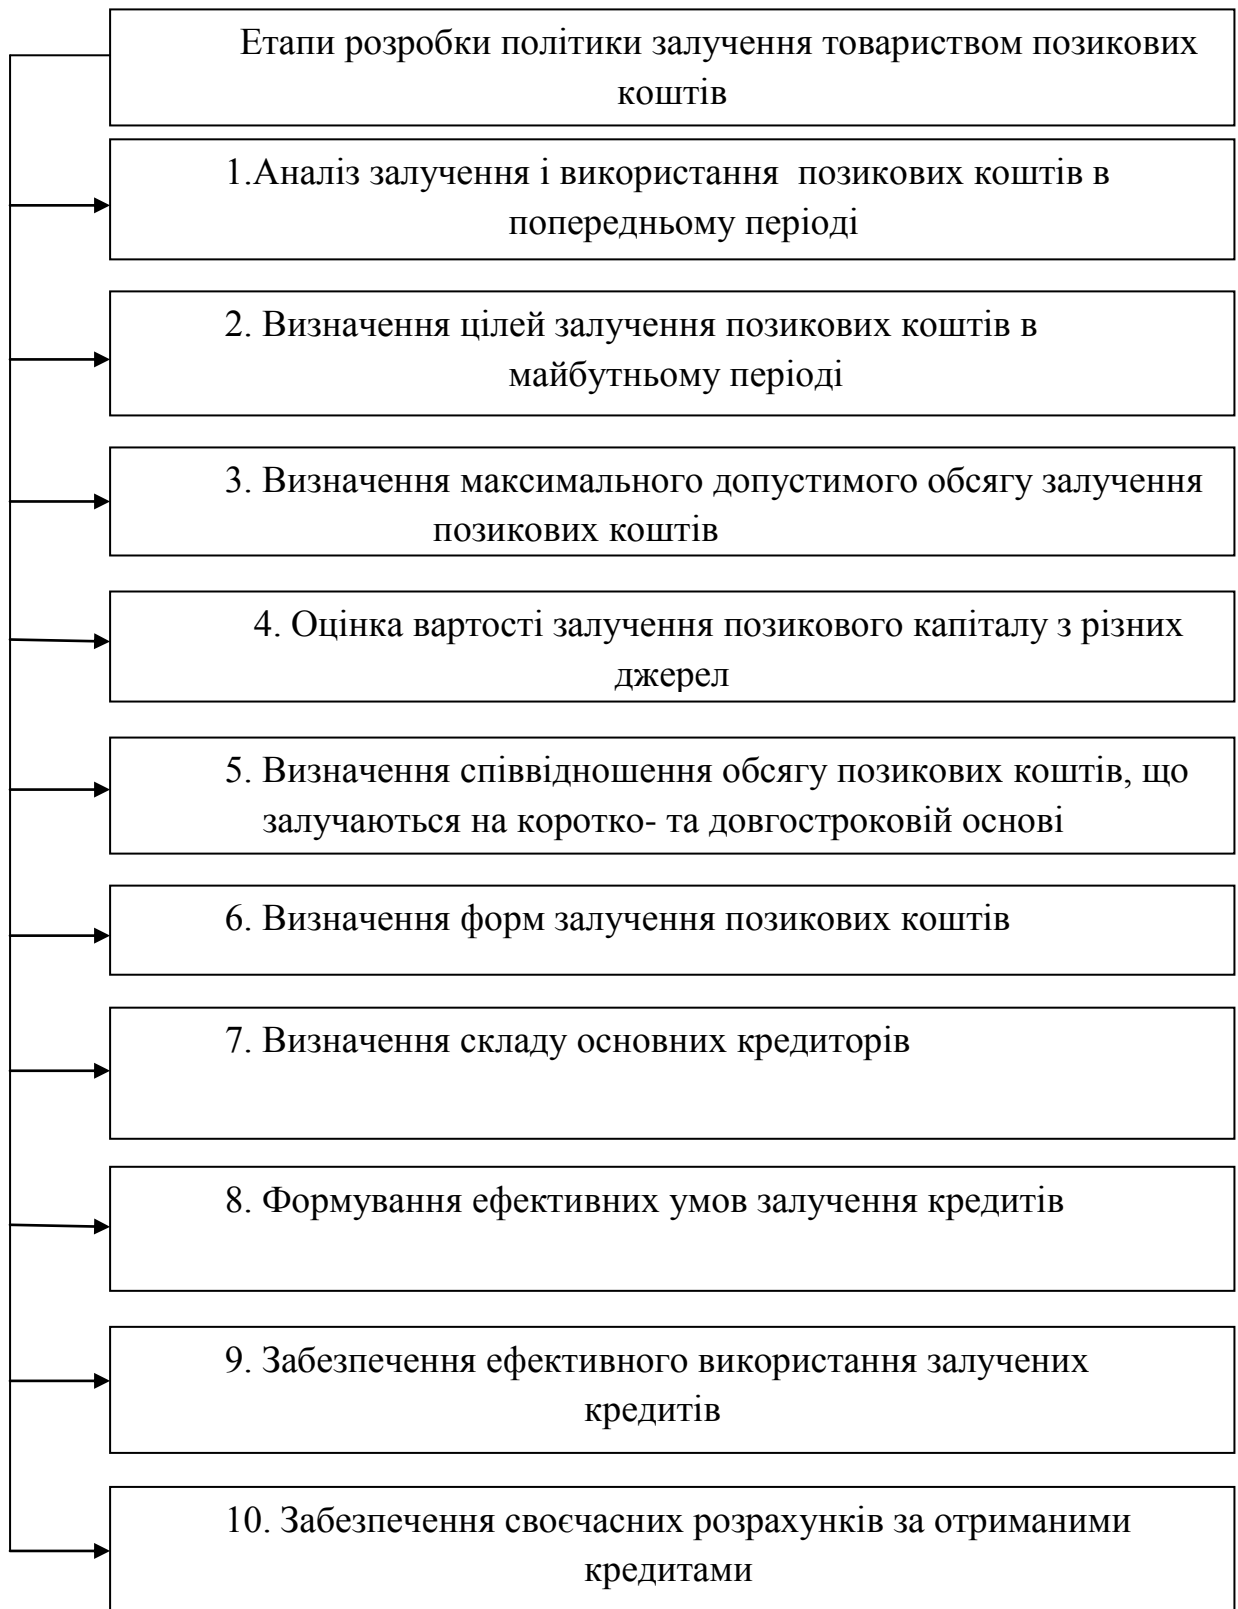 Етапи розробки політики залучення товариством позикових
коштів
1.Аналіз залучення і використання позикових коштів в
попередньому періоді
2. Визначення цілей залучення позикових коштів в
майбутньому періоді
3. Визначення максимального допустимого обсягу залучення
позикових коштів
4. Оцінка вартості залучення позикового капіталу з різних
джерел
5. Визначення співвідношення обсягу позикових коштів, що
залучаються на коротко- та довгостроковій основі
6. Визначення форм залучення позикових коштів
7. Визначення складу основних кредиторів
8. Формування ефективних умов залучення кредитів
9. Забезпечення ефективного використання залучених
кредитів
10. Забезпечення своєчасних розрахунків за отриманими
кредитами